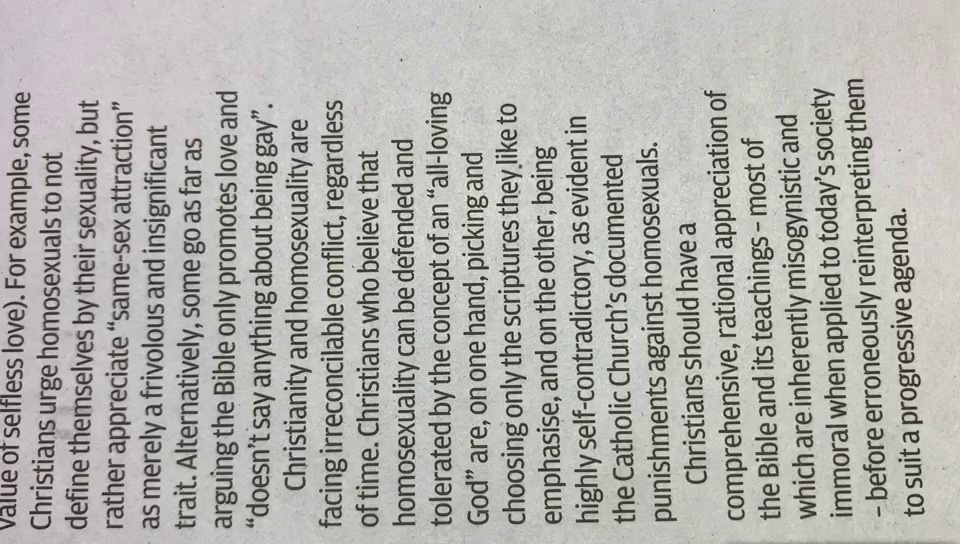 value of selfless love). For example, some
Christians urge homosexuals to not
define themselves by their sexuality, but
rather appreciate “same-sex attraction”
as merely a frivolous and insignificant
trait. Alternatively, some go as far as
arguing the Bible only promotes love and
“doesn’t say anything about being gay”.
Christianity and homosexuality are
facing irreconcilable conflict, regardless
of time. Christians who believe that
homosexuality can be defended and
tolerated by the concept of an “all-loving
God” are, on one hand, picking and
choosing only the scriptures they like to
emphasise, and on the other, being
highly self-contradictory, as evident in
the Catholic Church’s documented
punishments against homosexuals.
Christians should have a
comprehensive, rational appreciation of
the Bible and its teachings – most of
which are inherently misogynistic and
immoral when applied to today’s society
– before erroneously reinterpreting them
to suit a progressive agenda.